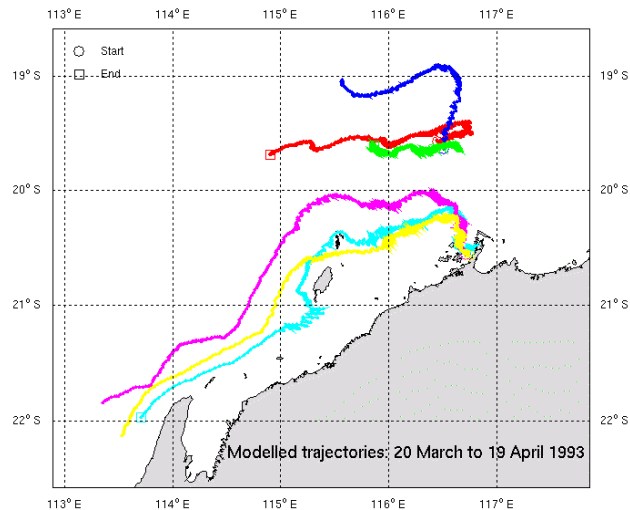 113° E 114° E 115° E 116° E 117° E
Start
End
19° S 19° S
20° S 20° S
21° S 21° S
22° S 22° S
Modelled trajectories: 20 March to 19 April 1993
113° E 114° E 115° E 116° E 117° E